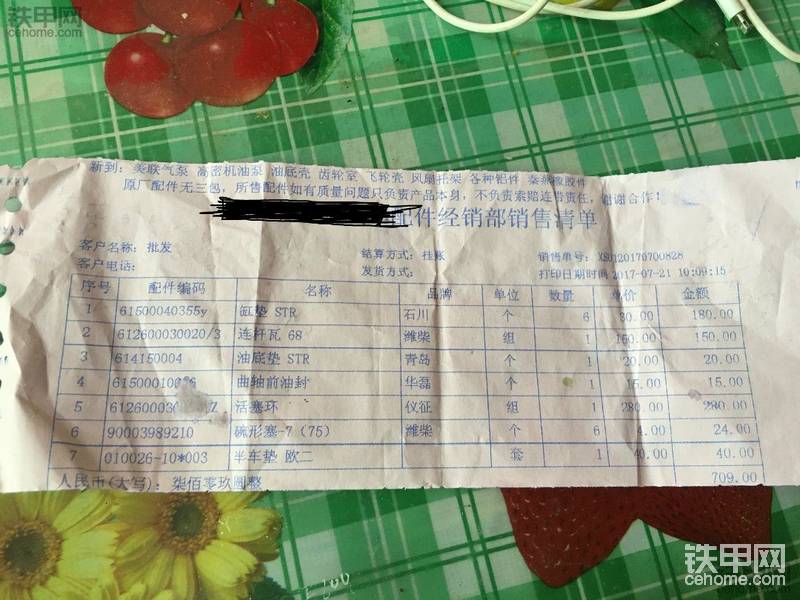 铁甲网
cehome.com
新到: 美联气泵 高密机油泵 油底壳 齿轮室 飞轮壳 风扇托架 各种铝件 秦燕橡胶件
原厂配件无三包, 所售配件如有质量问题只负责产品本身, 不负责索赔连带责任, 谢谢合作!
配件经销部销售清单
客户名称: 批发 结算方式: 挂账 销售单号: XS0120170700828
客户电话: 发货方式: 打印日期时间 2017-07-21 10:09:15
序号 配件编码 名称 品牌 单位 数量 单价 金额
1 61500040355y 缸垫 STR 石川 个 6 30.00 180.00
2 612600030020/3 连杆瓦 68 潍柴 组 1 150.00 150.00
3 614150004 油底垫 STR 青岛 个 1 20.00 20.00
4 曲轴前油封 华磊 个 1 15.00 15.00
5 活塞环 仪征 组 1 280.00 280.00
6 90003989210 碗形塞-7 (75) 潍柴 个 6 4.00 24.00
7 010026-10*003 半车垫 欧二 套 1 40.00 40.00
人民币(大写): 柒佰零玖圆整 709.00
铁甲网
cehome.com